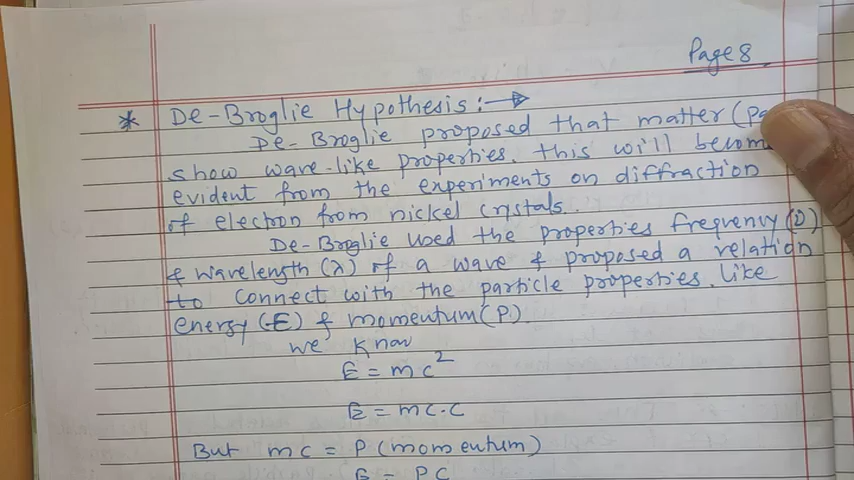 Page 8
* De-Broglie Hypothesis:→
De-Broglie proposed that matter (Pa
show wave-like properties. This will becom
evident from the experiments on diffraction
of electron from nickel crystals.
De-Broglie used the properties frequency (ν)
& wavelength (λ) of a wave & proposed a relation
to connect with the particle properties. Like
energy (E) & momentum (P).
we know
E = mc²
E = mc.c
But mc = P (momentum)
E = PC